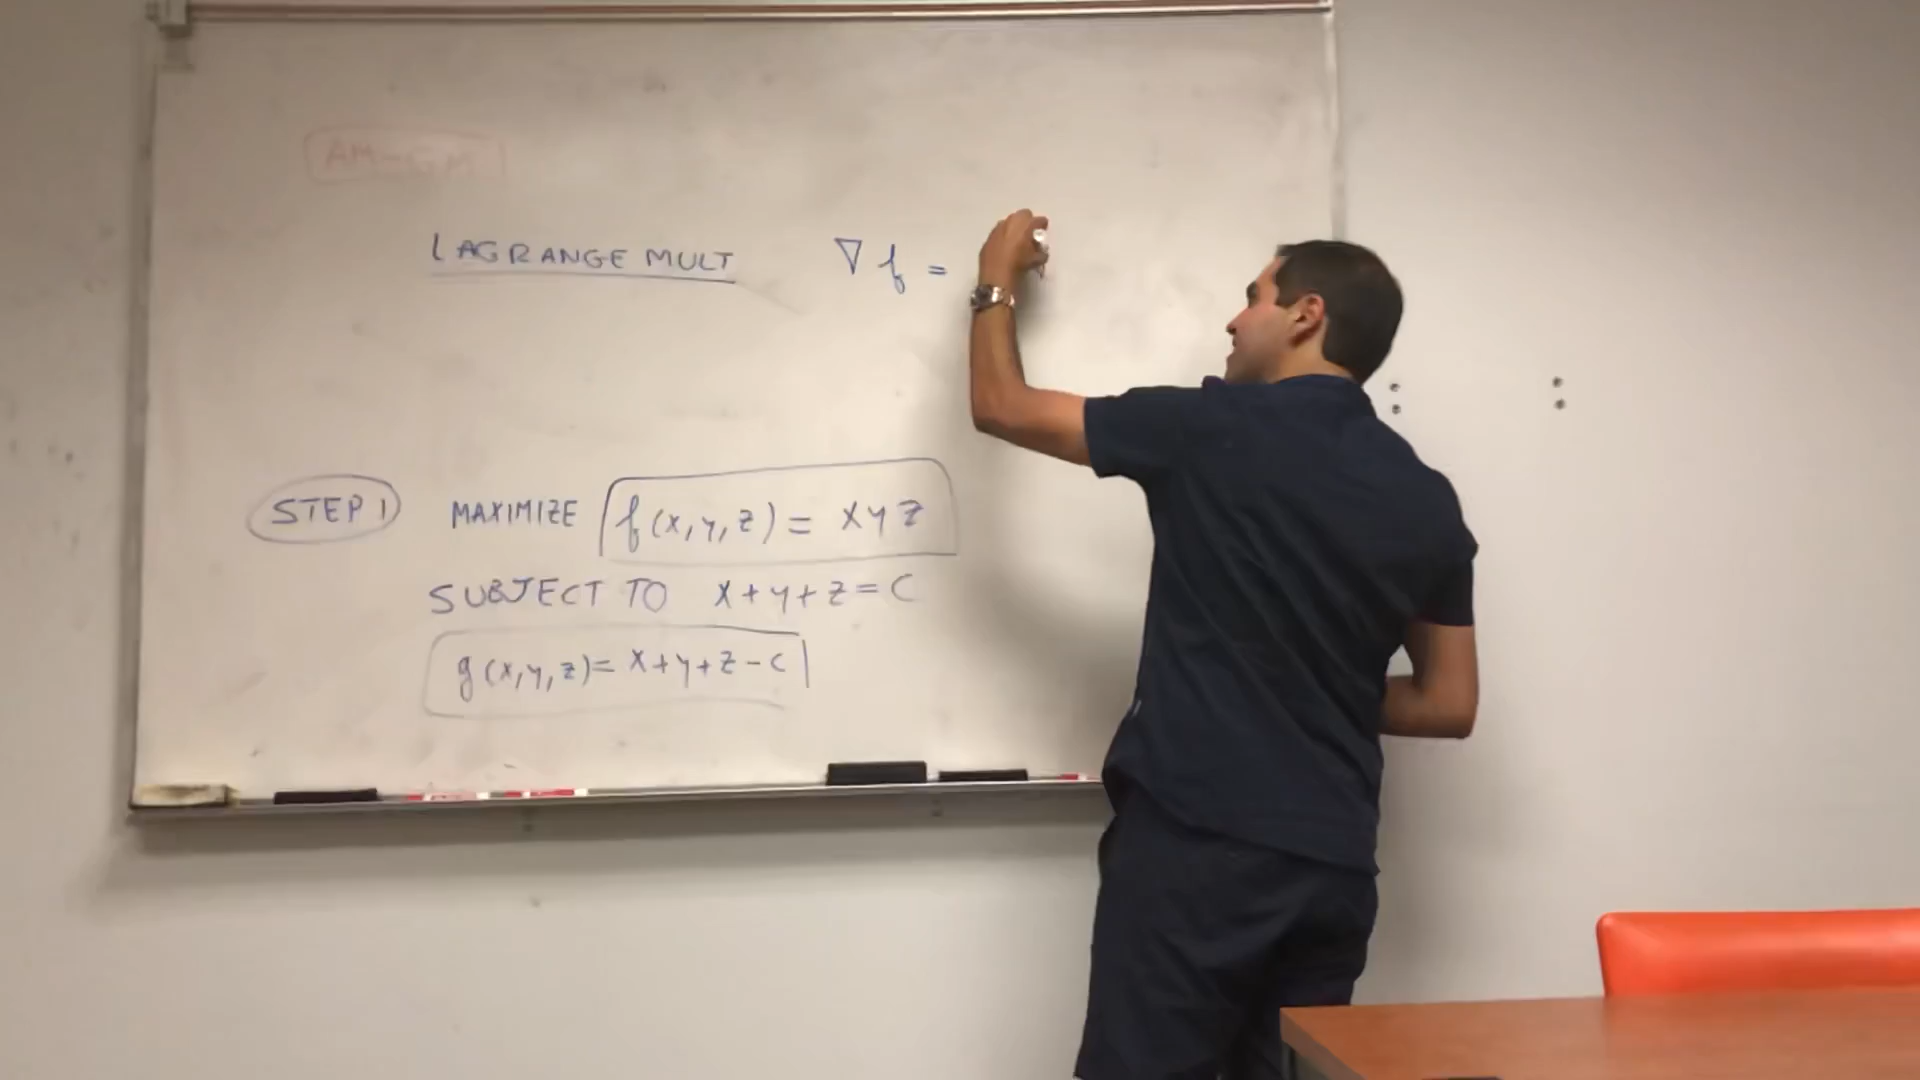 AM-GM
LAGRANGE MULT ∇f =
STEP 1 MAXIMIZE f(x,y,z) = xyz
SUBJECT TO x+y+z=C
g(x,y,z)= x+y+z-C